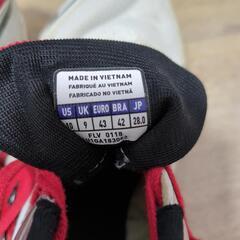 MADE IN VIETNAM
FABRIQUÉ AU VIETNAM
FABRICADO NO VIETNÃ
US UK EURO BRA JP
10 9 43 42 28.0
FLV 0118